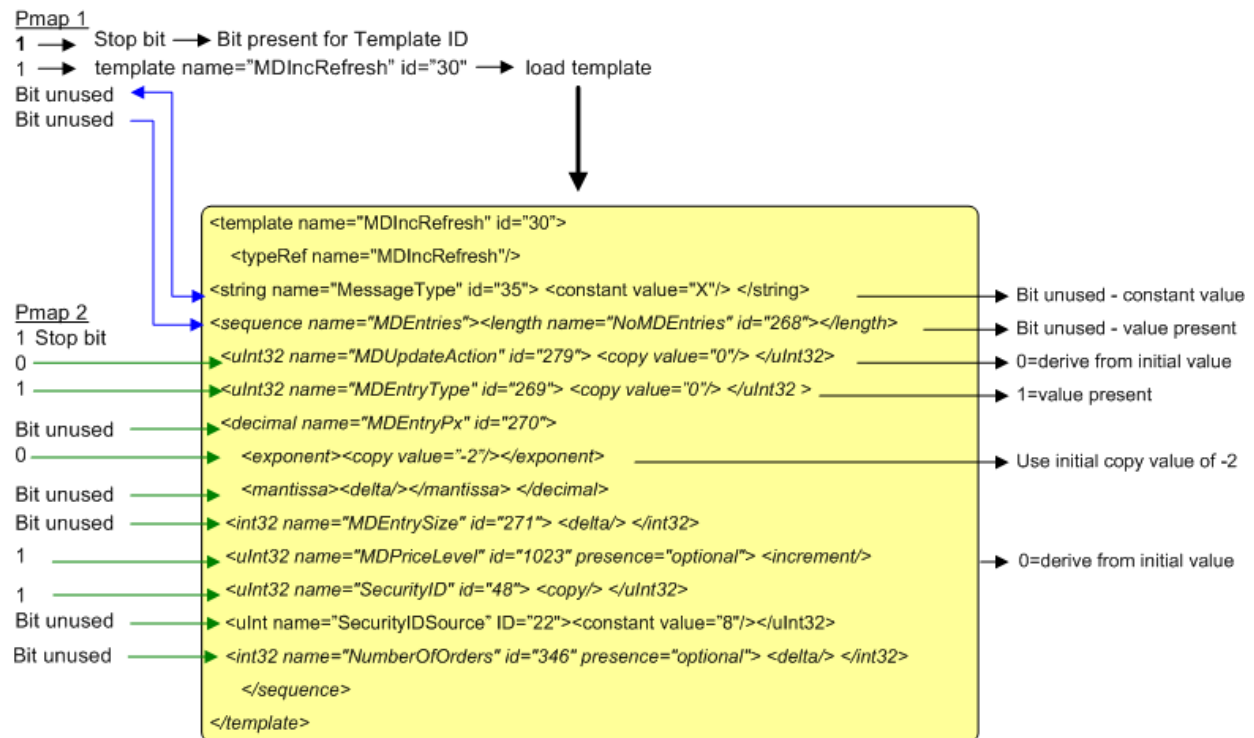 Pmap 1
1 Stop bit Bit present for Template ID
1 template name="MDIncRefresh" id="30" load template
Bit unused
Bit unused
<template name="MDIncRefresh" id="30">
<typeRef name="MDIncRefresh"/>
<string name="MessageType" id="35"> <constant value="X"/> </string> Bit unused - constant value
Pmap 2
<sequence name="MDEntries"><length name="NoMDEntries" id="268"></length> Bit unused - value present
1 Stop bit
0 <uInt32 name="MDUpdateAction" id="279"> <copy value="0"/> </uInt32> 0=derive from initial value
1 <uInt32 name="MDEntryType" id="269"> <copy value="0"/> </uInt32 > 1=value present
Bit unused <decimal name="MDEntryPx" id="270">
0 <exponent><copy value="-2"/></exponent> Use initial copy value of -2
Bit unused <mantissa><delta/></mantissa> </decimal>
Bit unused <int32 name="MDEntrySize" id="271"> <delta/> </int32>
1 <uInt32 name="MDPriceLevel" id="1023" presence="optional"> <increment/> 0=derive from initial value
1 <uInt32 name="SecurityID" id="48"> <copy/> </uInt32>
Bit unused <uInt name="SecurityIDSource" ID="22"><constant value="8"/></uInt32>
Bit unused <int32 name="NumberOfOrders" id="346" presence="optional"> <delta/> </int32>
</sequence>
</template>